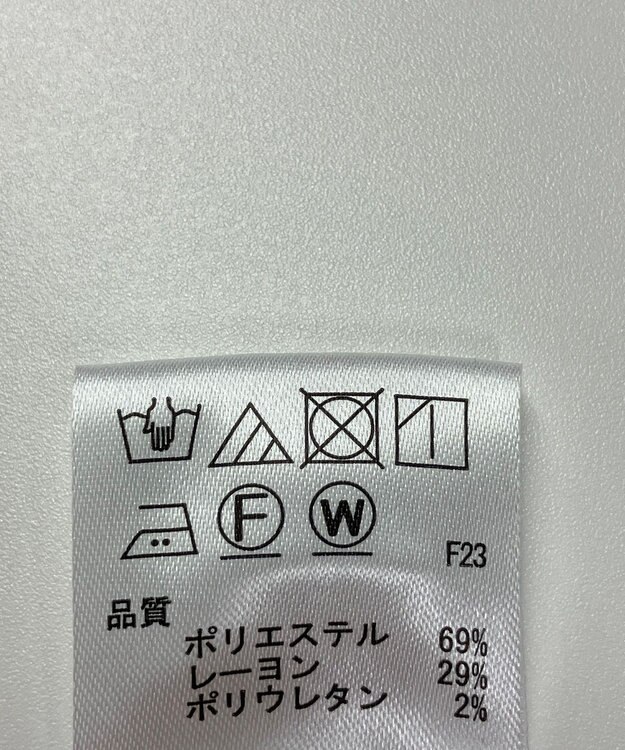 F W F23
品質
ポリエステル 69%
レーヨン 29%
ポリウレタン 2%